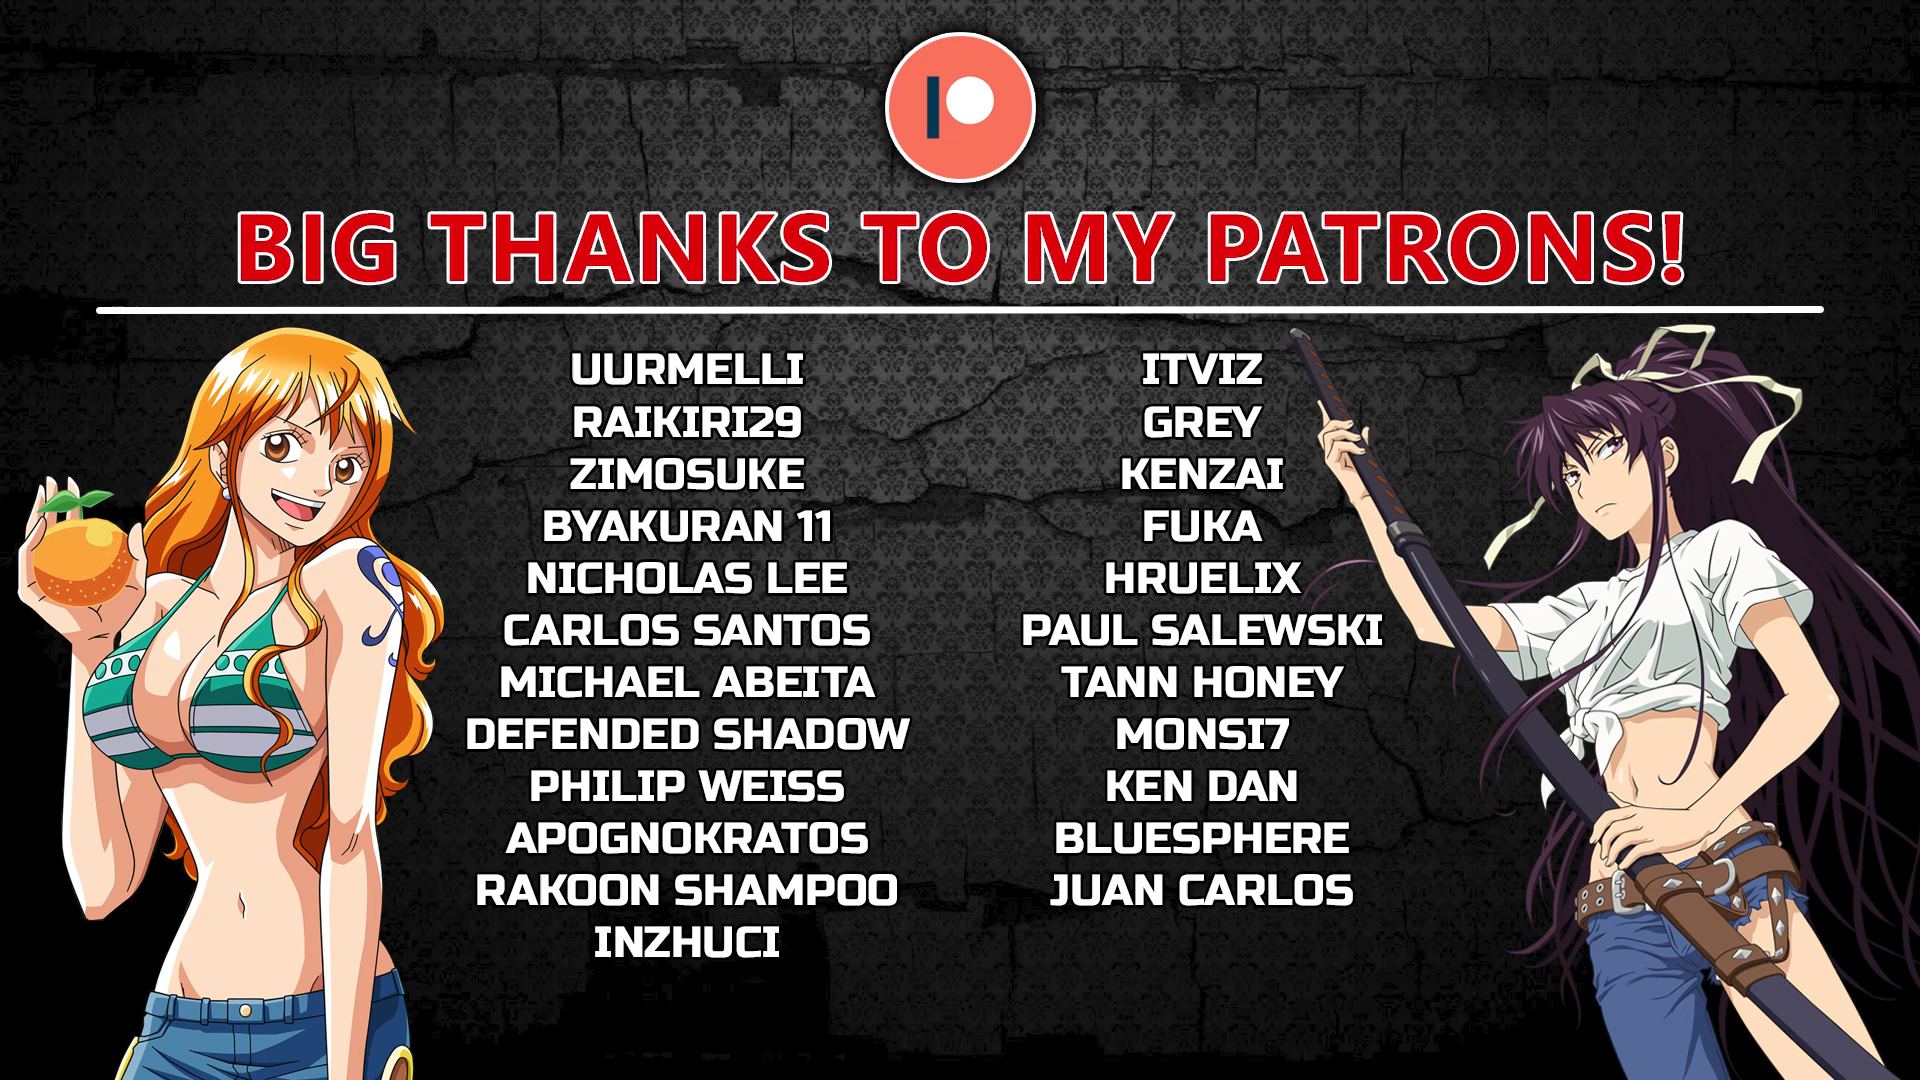 BIG THANKS TO MY PATRONS!
UURMELLI
RAIKIRI29
ZIMOSUKE
BYAKURAN 11
NICHOLAS LEE
CARLOS SANTOS
MICHAEL ABEITA
DEFENDED SHADOW
PHILIP WEISS
APOGNOKRATOS
RAKOON SHAMPOO
INZHUCI
ITVIZ
GREY
KENZAI
FUKA
HRUELIX
PAUL SALEWSKI
TANN HONEY
MONSI7
KEN DAN
BLUESPHERE
JUAN CARLOS